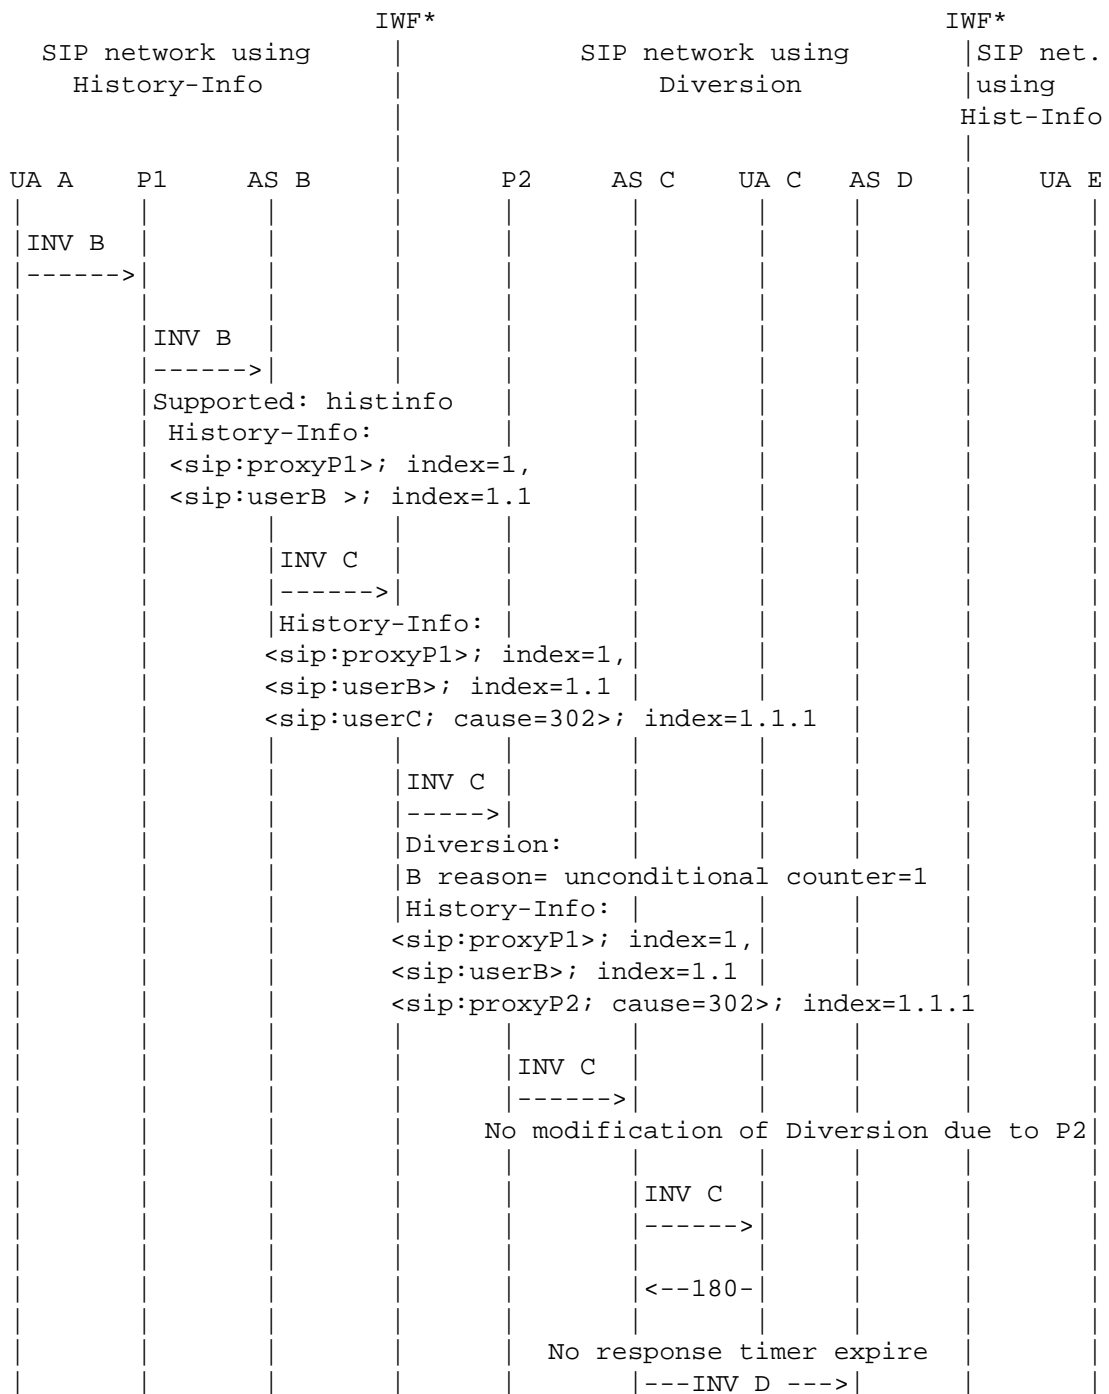 IWF* IWF*
SIP network using | SIP network using |SIP net.
History-Info | Diversion |using
| Hist-Info
| |
UA A P1 AS B | P2 AS C UA C AS D | UA E
| | | | | | | | | |
|INV B | | | | | | | | |
|------>| | | | | | | | |
| | | | | | | | | |
| |INV B | | | | | | | |
| |------>| | | | | | | |
| |Supported: histinfo | | | | | |
| | History-Info: | | | | | |
| | <sip:proxyP1>; index=1, | | | | | |
| | <sip:userB >; index=1.1 | | | | | |
| | | | | | | | | |
| | |INV C | | | | | | |
| | |------>| | | | | | |
| | |History-Info: | | | | | |
| | <sip:proxyP1>; index=1,| | | | |
| | <sip:userB>; index=1.1 | | | | |
| | <sip:userC; cause=302>; index=1.1.1 | | |
| | | | | | | | | |
| | | |INV C | | | | | |
| | | |----->| | | | | |
| | | |Diversion: | | | | |
| | | |B reason= unconditional counter=1 | |
| | | |History-Info: | | | | |
| | | <sip:proxyP1>; index=1,| | | |
| | | <sip:userB>; index=1.1 | | | |
| | | <sip:proxyP2; cause=302>; index=1.1.1 |
| | | | | | | | | |
| | | | |INV C | | | | |
| | | | |------>| | | | |
| | | | No modification of Diversion due to P2|
| | | | | | | | | |
| | | | | |INV C | | | |
| | | | | |------>| | | |
| | | | | | | | | |
| | | | | |<--180-| | | |
| | | | | | | | | |
| | | | | No response timer expire | |
| | | | | |---INV D --->| | |